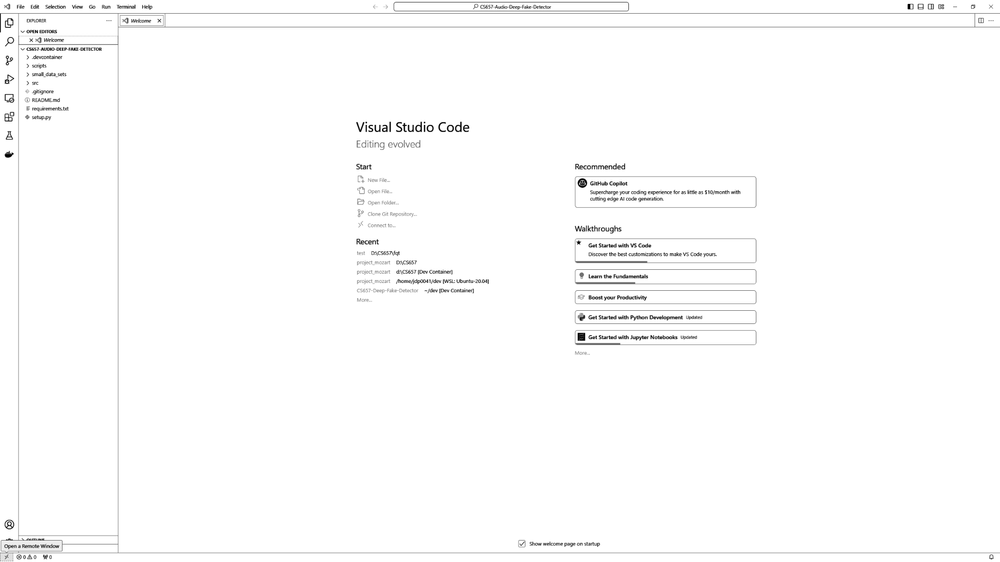 File Edit Selection View Go Run Terminal Help
CS657-Audio-Deep-Fake-Detector
EXPLORER
Welcome
OPEN EDITORS
Welcome
CS657-AUDIO-DEEP-FAKE-DETECTOR
.devcontainer
scripts
small_data_sets
src
.gitignore
README.md
requirements.txt
setup.py
Visual Studio Code
Editing evolved
Start
New File...
Open File...
Open Folder...
Clone Git Repository...
Connect to...
Recent
test D:\CS657\fqt
project_mozart D:\CS657
project_mozart d:\CS657 [Dev Container]
project_mozart /home/jdp0041/dev [WSL: Ubuntu-20.04]
CS657-Deep-Fake-Detector ~/dev [Dev Container]
More...
Recommended
GitHub Copilot
Supercharge your coding experience for as little as $10/month with
cutting edge AI code generation.
Walkthroughs
Get Started with VS Code
Discover the best customizations to make VS Code yours.
Learn the Fundamentals
Boost your Productivity
Get Started with Python Development Updated
Get Started with Jupyter Notebooks Updated
More...
Show welcome page on startup
OUTLINE
Open a Remote Window
0 0 0